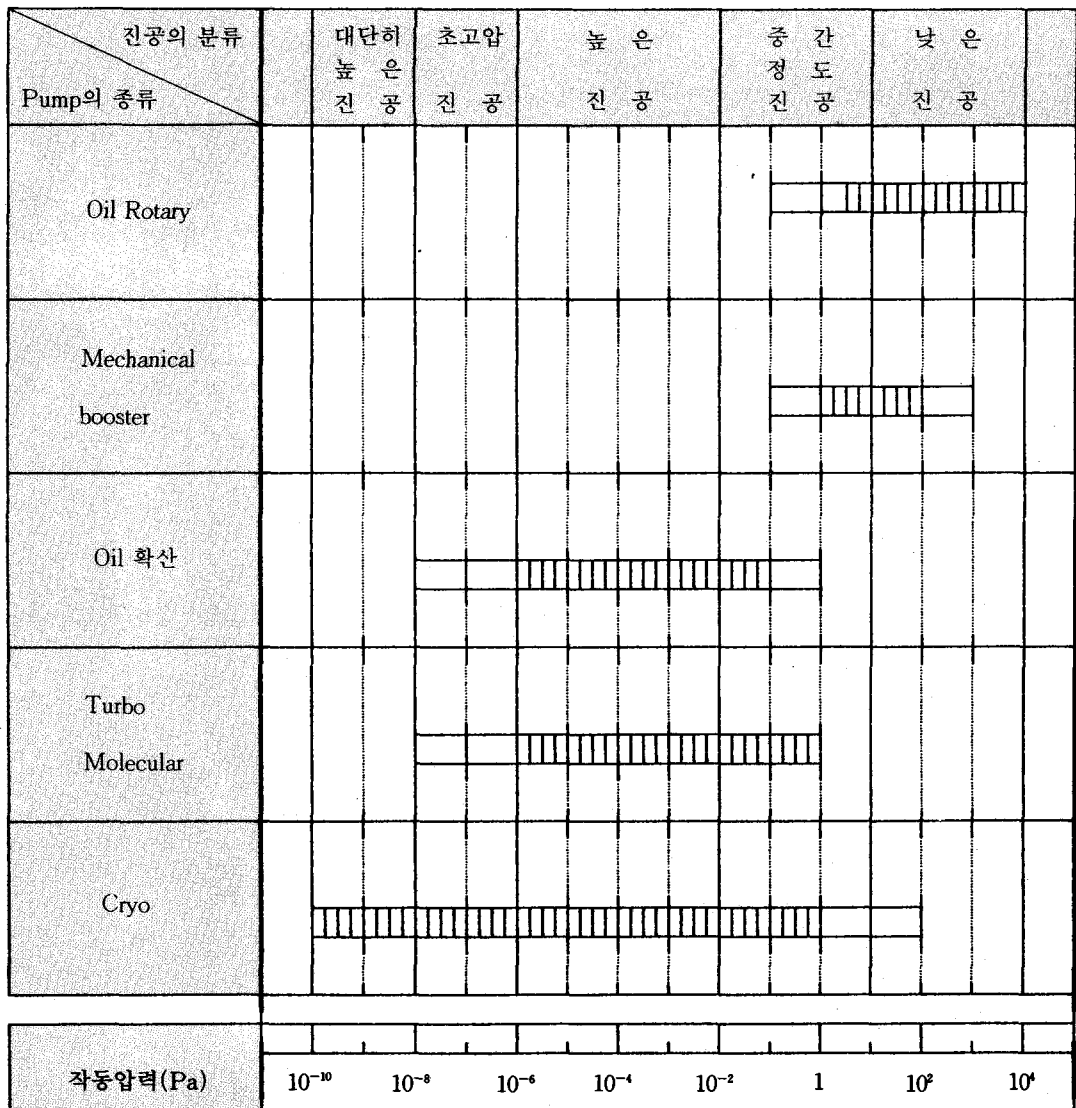 진공의 분류
Pump의 종류
대단히
높 은
진 공
초고압
진 공
높 은
진 공
중 간
정 도
진 공
낮 은
진 공
Oil Rotary
Mechanical
booster
Oil 확산
Turbo
Molecular
Cryo
작동압력(Pa) 10⁻¹⁰ 10⁻⁸ 10⁻⁶ 10⁻⁴ 10⁻² 1 10² 10⁴